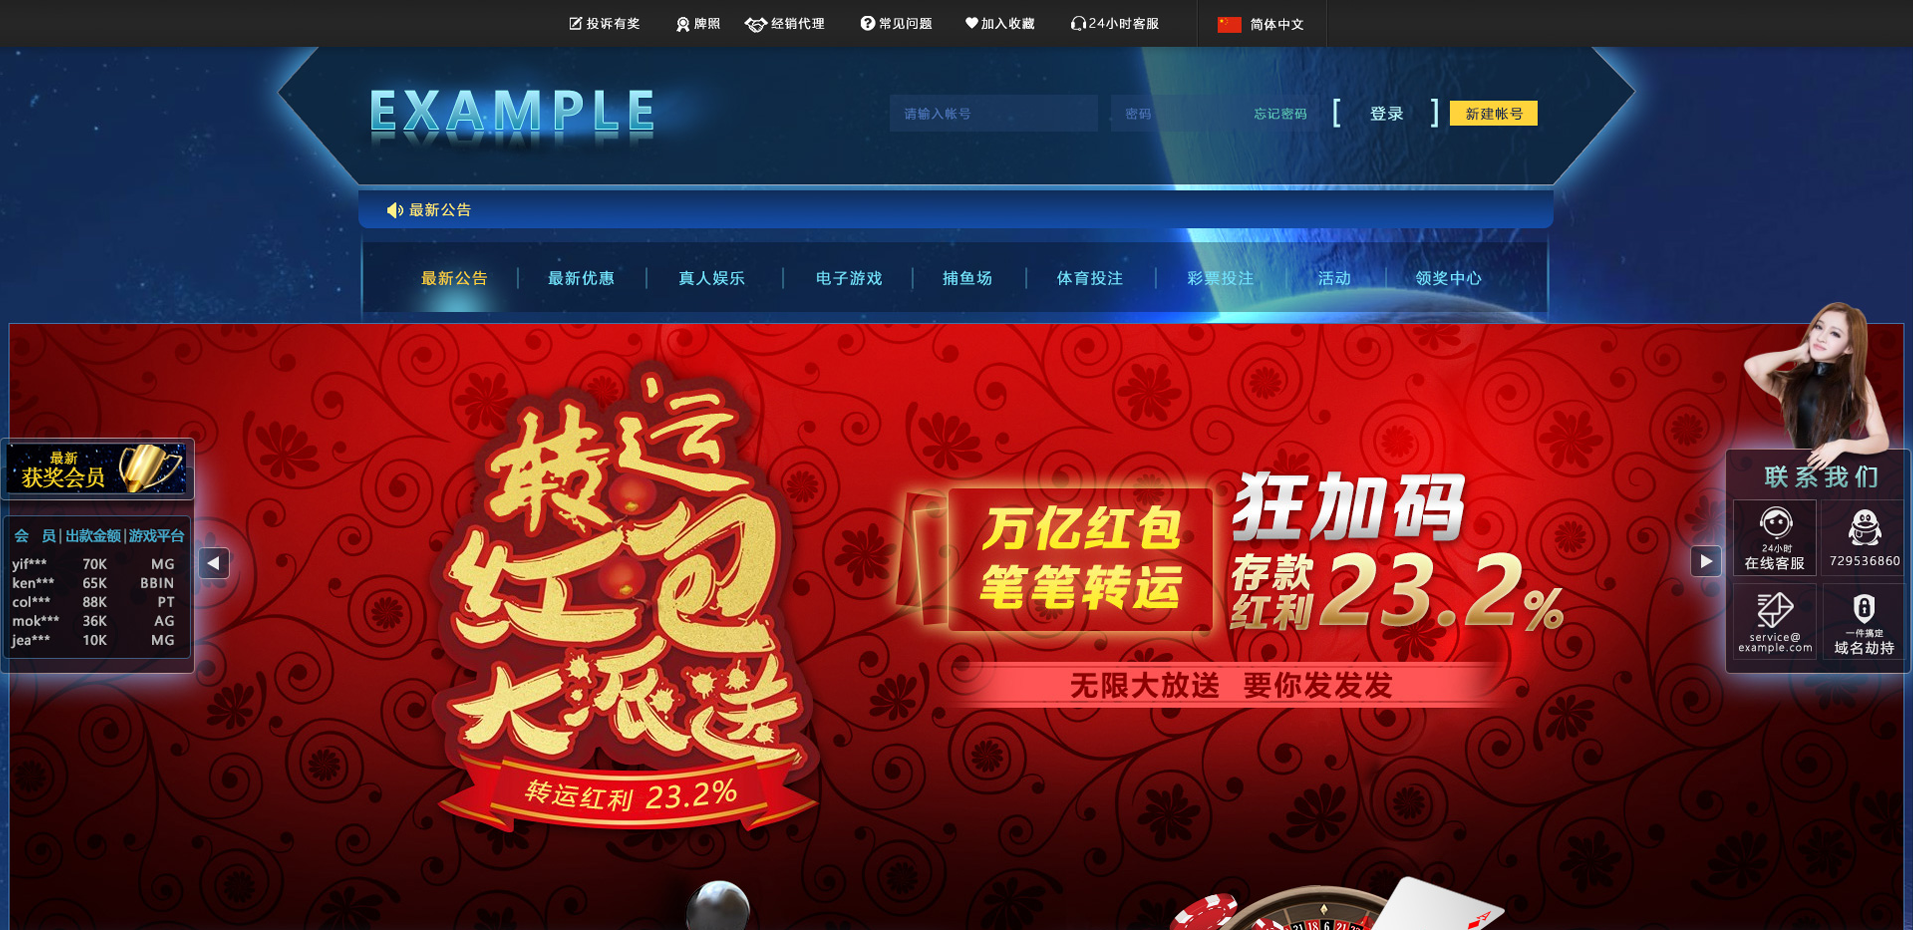 投诉有奖 牌照 经销代理 常见问题 加入收藏 24小时客服 简体中文
EXAMPLE
请输入帐号 密码 忘记密码 [ 登录 ] 新建帐号
最新公告
最新公告 最新优惠 真人娱乐 电子游戏 捕鱼场 体育投注 彩票投注 活动 领奖中心
最新
获奖会员
会 员|出款金额|游戏平台
yif*** 70K MG
ken*** 65K BBIN
col*** 88K PT
mok*** 36K AG
jea*** 10K MG
转运
红包
大派送
转运红利 23.2%
万亿红包
笔笔转运
狂加码
存款
红利
23.2%
无限大放送 要你发发发
联系我们
24小时
在线客服
729536860
service@
example.com
一件搞定
域名劫持
21 18 6 21
A